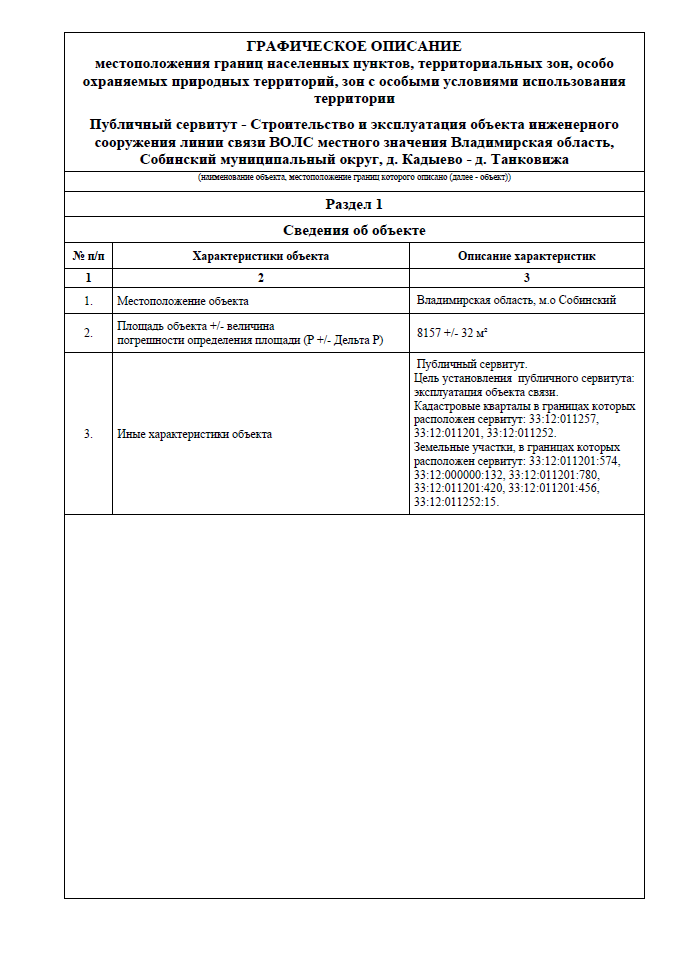 ГРАФИЧЕСКОЕ ОПИСАНИЕ
местоположения границ населенных пунктов, территориальных зон, особо
охраняемых природных территорий, зон с особыми условиями использования
территории
Публичный сервитут - Строительство и эксплуатация объекта инженерного
сооружения линии связи ВОЛС местного значения Владимирская область,
Собинский муниципальный округ, д. Кадыево - д. Танковижа
(наименование объекта, местоположение границ которого описано (далее - объект))
Раздел 1
Сведения об объекте
№ п/п Характеристики объекта Описание характеристик
1 2 3
1. Местоположение объекта Владимирская область, м.о Собинский
2. Площадь объекта +/- величина
погрешности определения площади (P +/- Дельта P) 8157 +/- 32 м²
3. Иные характеристики объекта
Публичный сервитут.
Цель установления публичного сервитута:
эксплуатация объекта связи.
Кадастровые кварталы в границах которых
расположен сервитут: 33:12:011257,
33:12:011201, 33:12:011252.
Земельные участки, в границах которых
расположен сервитут: 33:12:011201:574,
33:12:000000:132, 33:12:011201:780,
33:12:011201:420, 33:12:011201:456,
33:12:011252:15.